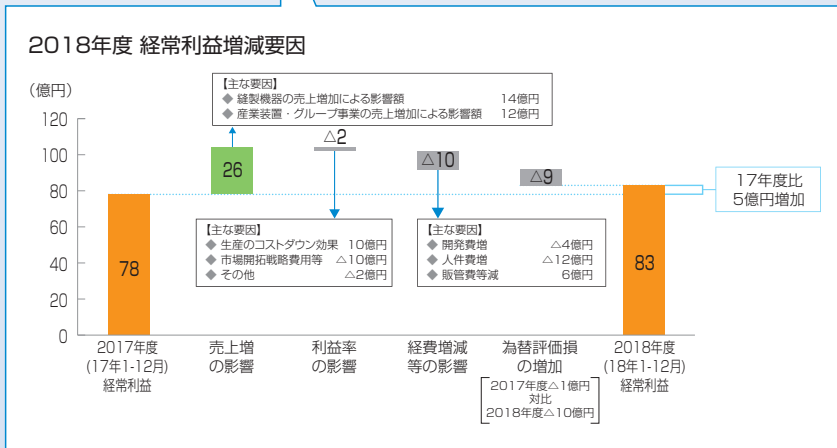 2018年度 経常利益増減要因
(億円)
120
100
80
60
40
20
0
【主な要因】
◆ 縫製機器の売上増加による影響額 14億円
◆ 産業装置・グループ事業の売上増加による影響額 12億円
78
26
△2
△10
△9
83
17年度比
5億円増加
【主な要因】
◆ 生産のコストダウン効果 10億円
◆ 市場開拓戦略費用等 △10億円
◆ その他 △2億円
【主な要因】
◆ 開発費増 △4億円
◆ 人件費増 △12億円
◆ 販管費等減 6億円
2017年度
(17年1-12月)
経常利益
売上増
の影響
利益率
の影響
経費増減
等の影響
為替評価損
の増加
2017年度△1億円
対比
2018年度△10億円
2018年度
(18年1-12月)
経常利益